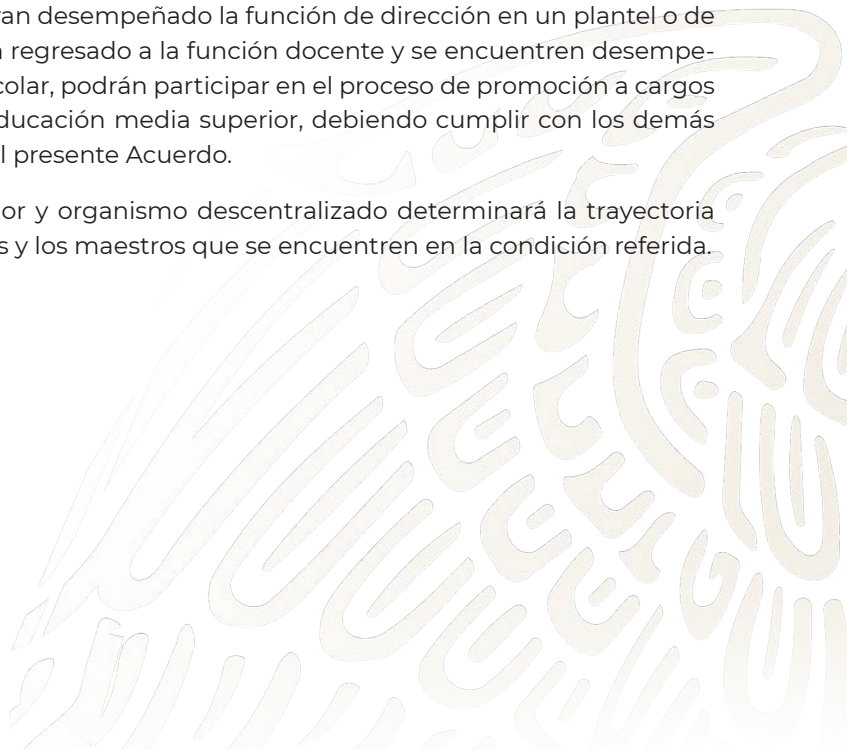 an desempeñado la función de dirección en un plantel o de
regresado a la función docente y se encuentren desempe-
colar, podrán participar en el proceso de promoción a cargos
ducación media superior, debiendo cumplir con los demás
l presente Acuerdo.
or y organismo descentralizado determinará la trayectoria
s y los maestros que se encuentren en la condición referida.